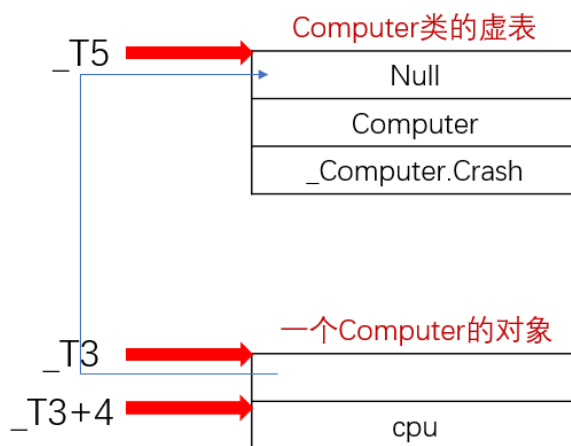 Computer类的虚表
_T5
Null
Computer
_Computer.Crash
一个Computer的对象
_T3
_T3+4
cpu